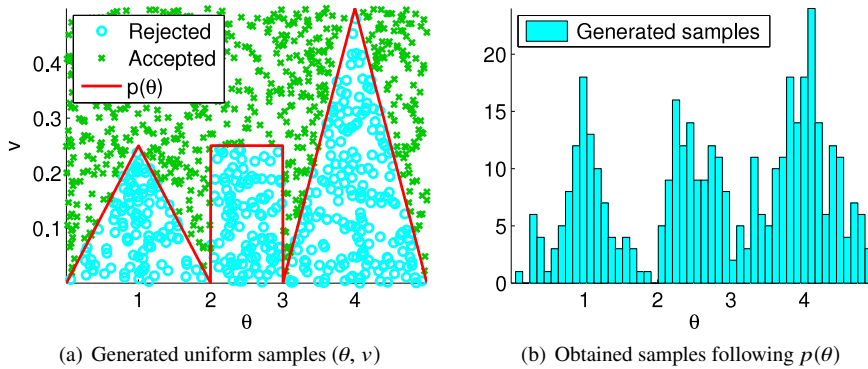 Rejected
Accepted
p(θ)
0.4
0.3
0.2
0.1
v
1 2 3 4 5
θ
(a) Generated uniform samples (θ, v)
Generated samples
20
15
10
5
0
1 2 3 4
θ
(b) Obtained samples following p(θ)